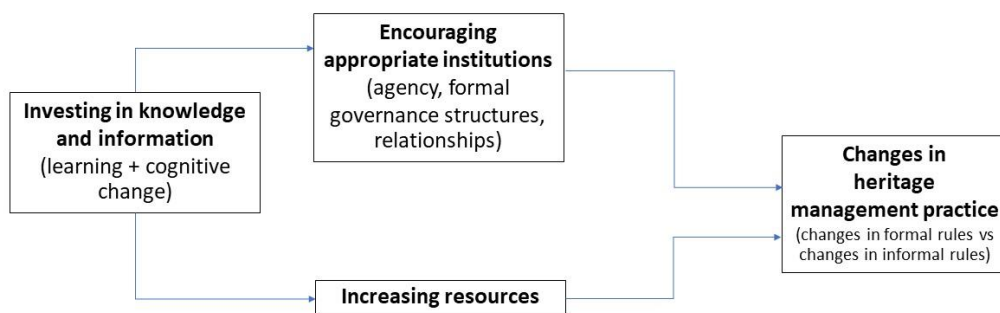 Investing in knowledge
and information
(learning + cognitive
change)
Encouraging
appropriate institutions
(agency, formal
governance structures,
relationships)
Increasing resources
Changes in
heritage
management practice
(changes in formal rules vs
changes in informal rules)